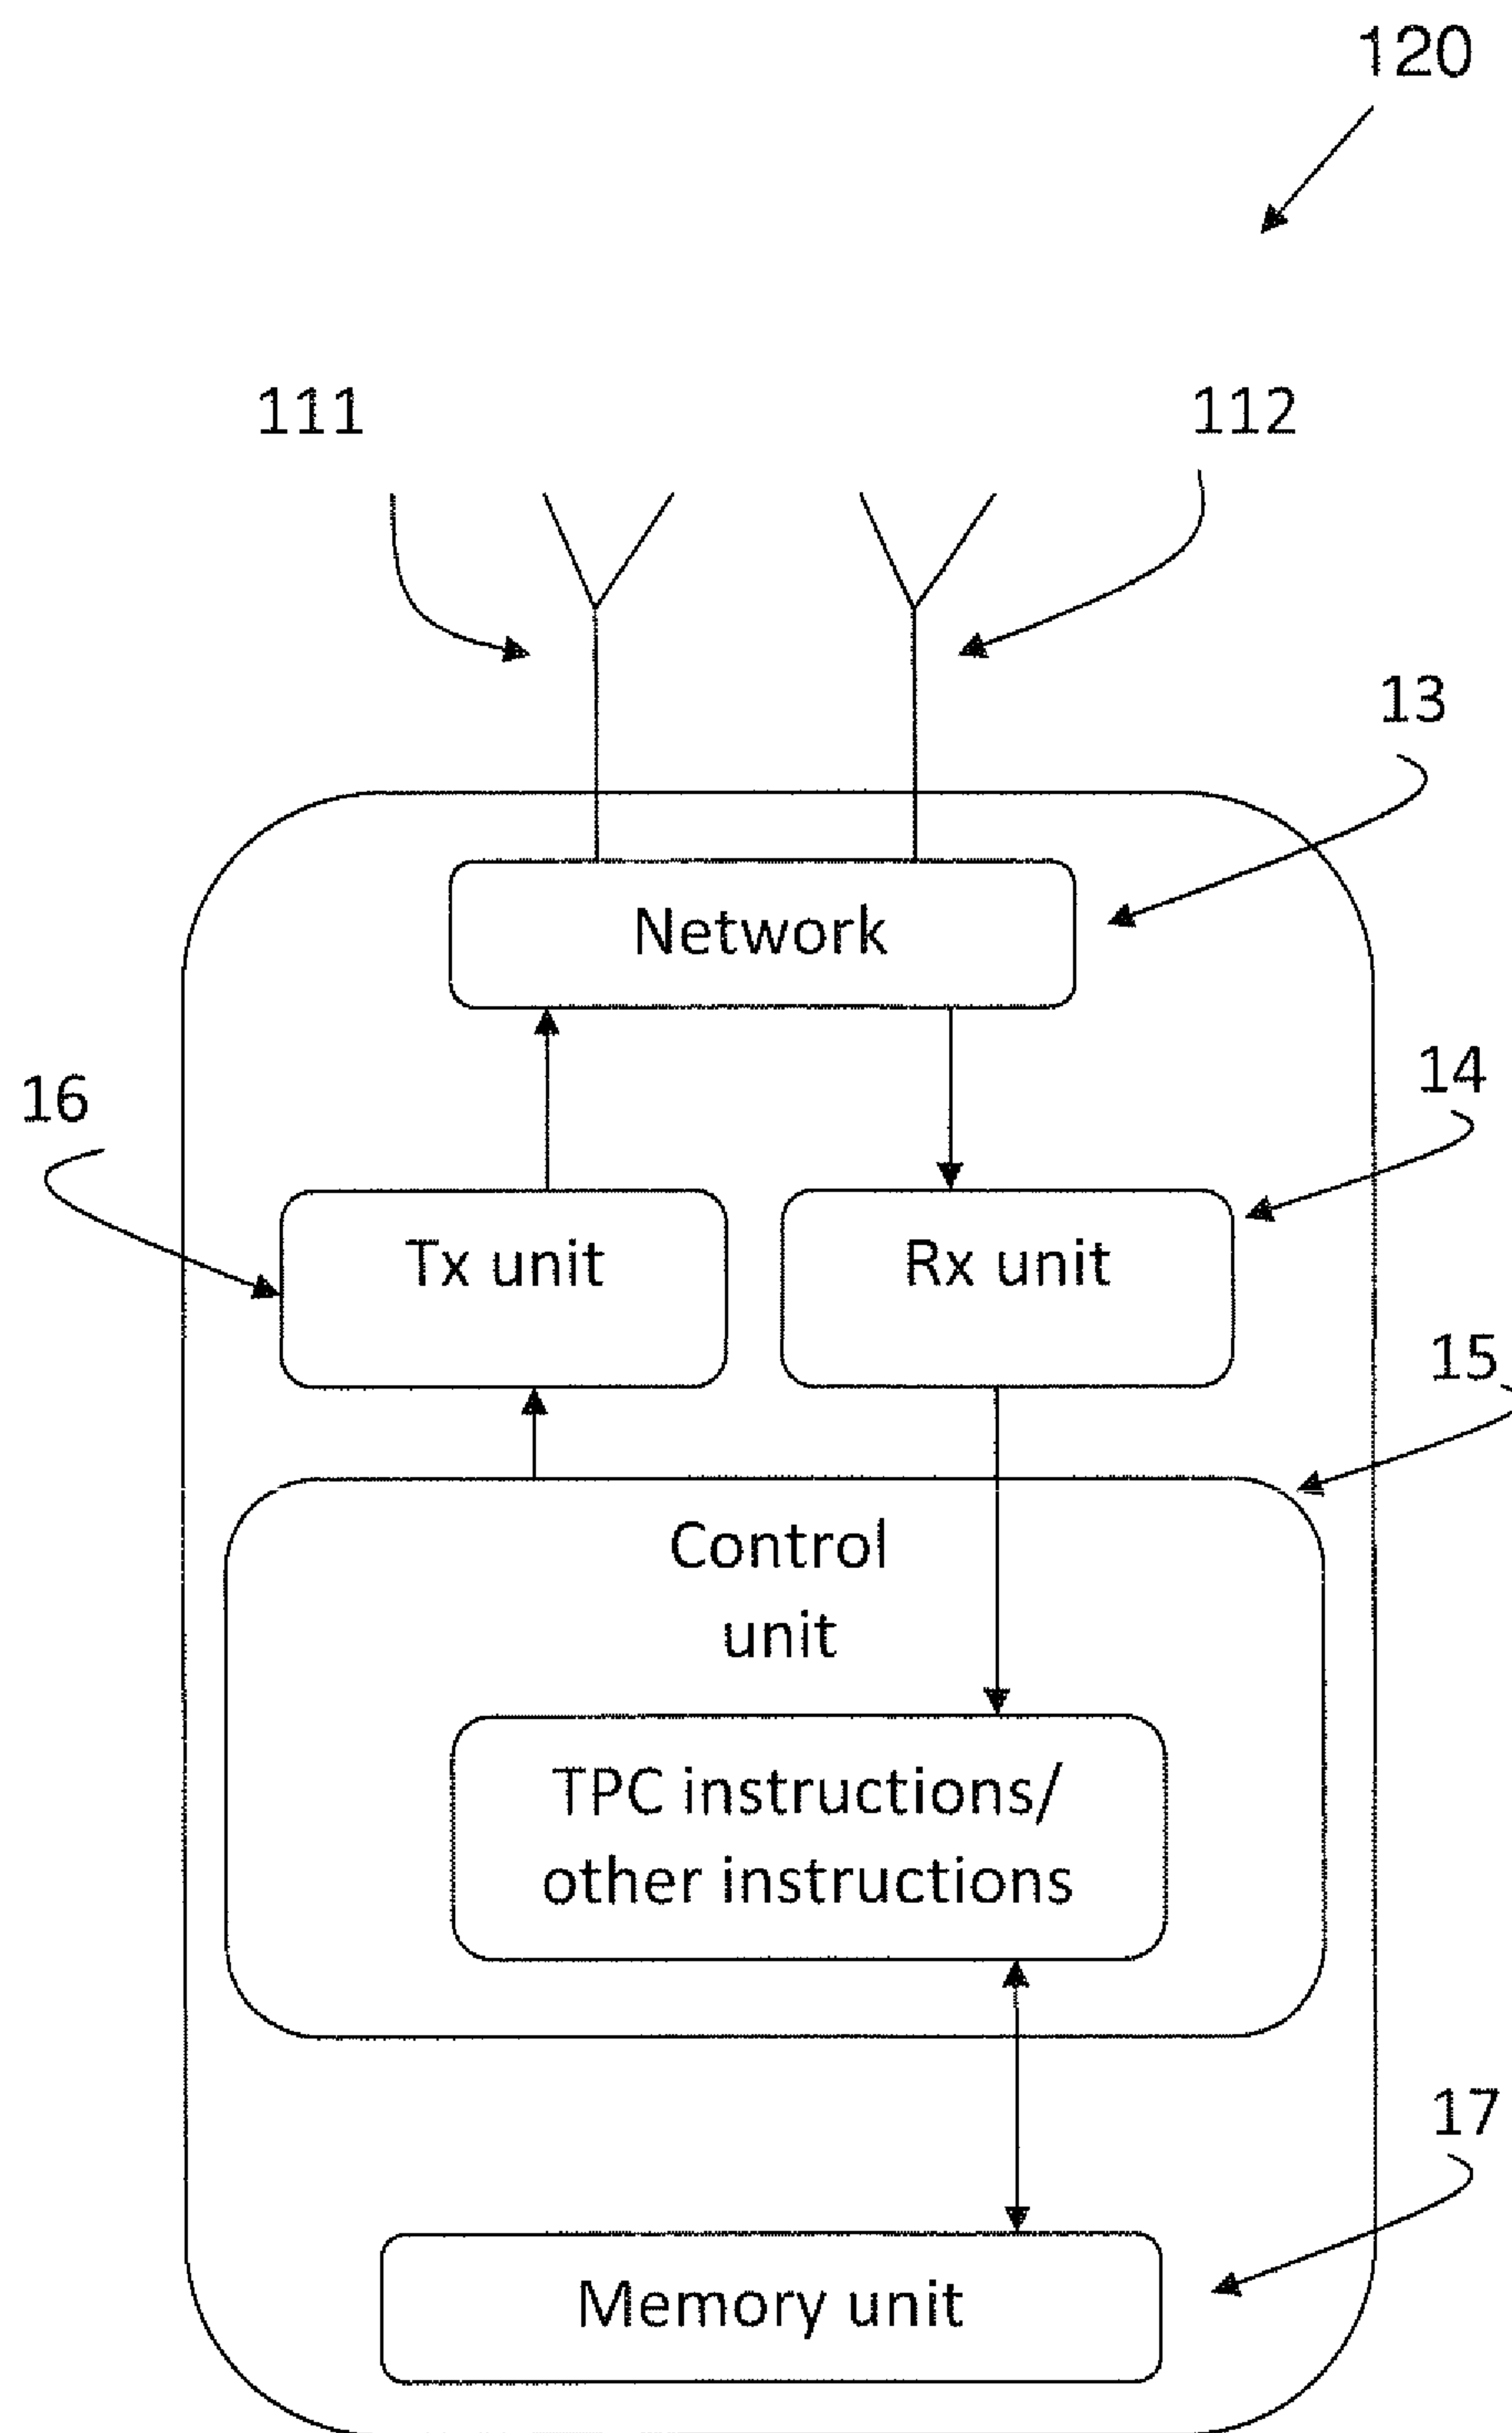 120
111
112
13
Network
14
16
Tx unit
Rx unit
15
Control
unit
TPC instructions/
other instructions
17
Memory unit